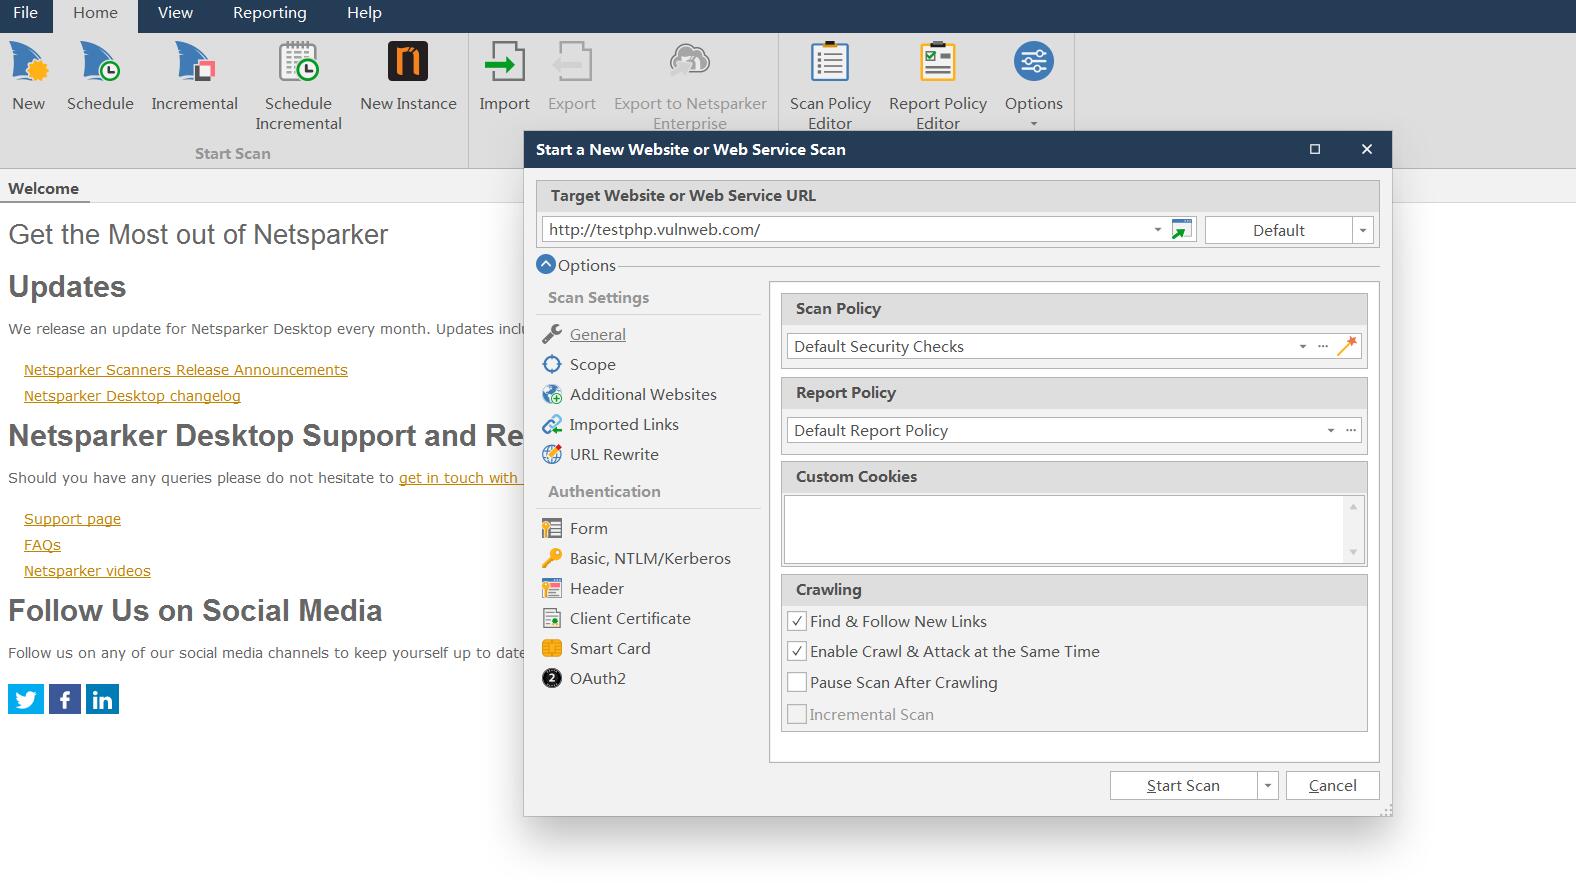 File Home View Reporting Help
New Schedule Incremental Schedule Incremental New Instance Import Export Export to Netsparker Enterprise Scan Policy Editor Report Policy Editor Options
Start Scan
Welcome
Get the Most out of Netsparker
Updates
We release an update for Netsparker Desktop every month. Updates
Netsparker Scanners Release Announcements
Netsparker Desktop changelog
Netsparker Desktop Support and
Should you have any queries please do not hesitate to get in touch with
Support page
FAQs
Netsparker videos
Follow Us on Social Media
Follow us on any of our social media channels to keep yourself up to date
Start a New Website or Web Service Scan
Target Website or Web Service URL
http://testphp.vulnweb.com/ Default
Options
Scan Settings
General
Scope
Additional Websites
Imported Links
URL Rewrite
Authentication
Form
Basic, NTLM/Kerberos
Header
Client Certificate
Smart Card
OAuth2
Scan Policy
Default Security Checks
Report Policy
Default Report Policy
Custom Cookies
Crawling
Find & Follow New Links
Enable Crawl & Attack at the Same Time
Pause Scan After Crawling
Incremental Scan
Start Scan Cancel